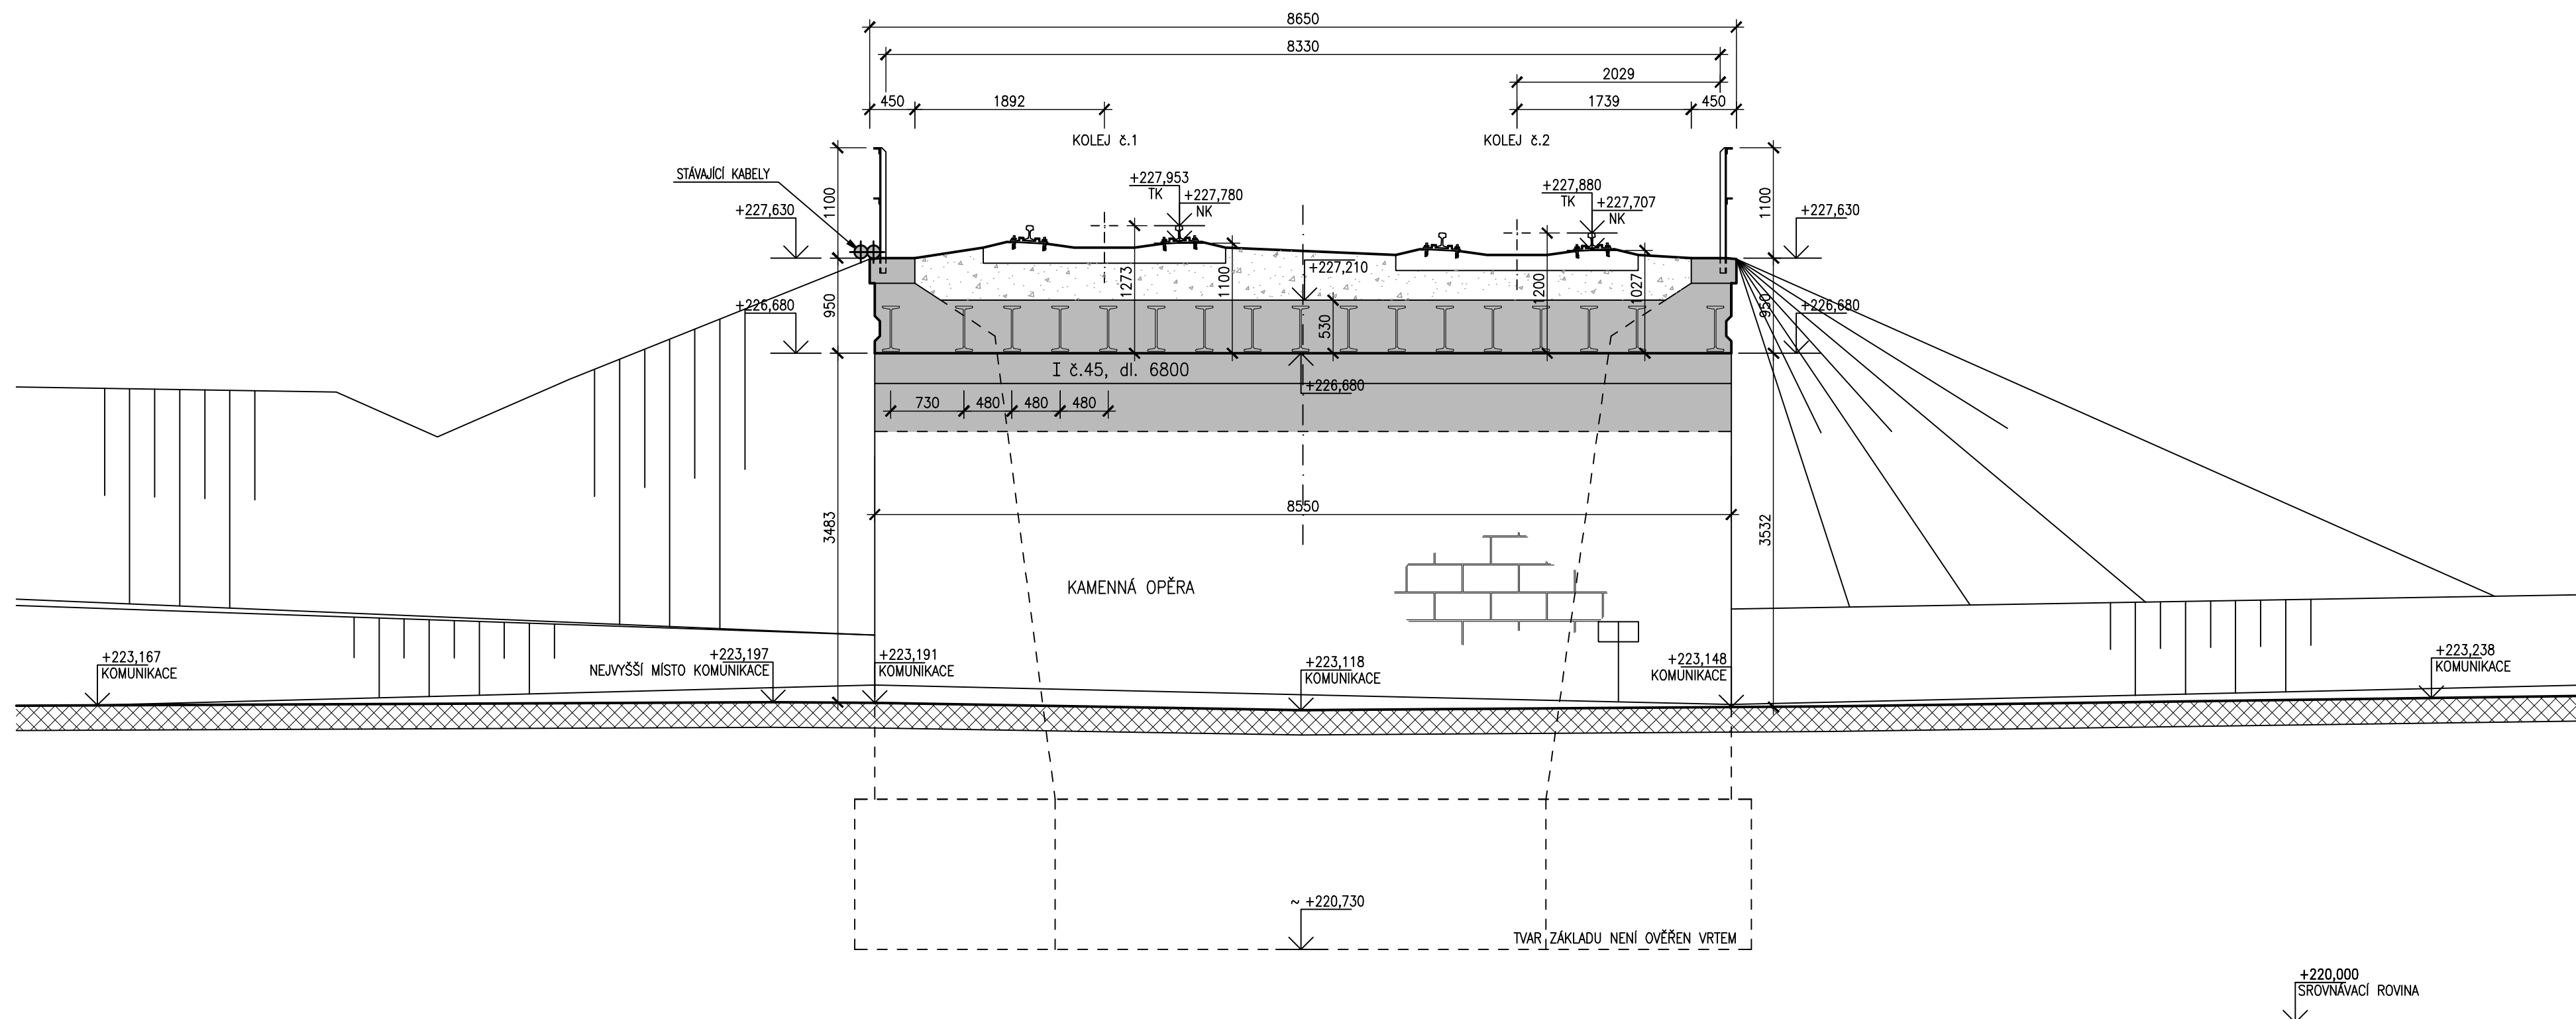 8650
8330
2029
450
1892
1739
450
KOLEJ č.1
KOLEJ č.2
STÁVAJÍCÍ KABELY
1100
+227,953
TK
+227,780
NK
+227,880
TK
+227,707
NK
1100
+227,630
+227,630
1273
1100
+227,210
1200
1027
+226,680
950
530
950
+226,680
I č.45, dl. 6800
+226,680
730
480
480
480
8550
3483
3532
KAMENNÁ OPĚRA
+223,167
KOMUNIKACE
+223,197
NEJVYŠŠÍ MÍSTO KOMUNIKACE
+223,191
KOMUNIKACE
+223,118
KOMUNIKACE
+223,148
KOMUNIKACE
+223,238
KOMUNIKACE
~ +220,730
TVAR ZÁKLADU NENÍ OVĚŘEN VRTEM
+220,000
SROVNÁVACÍ ROVINA